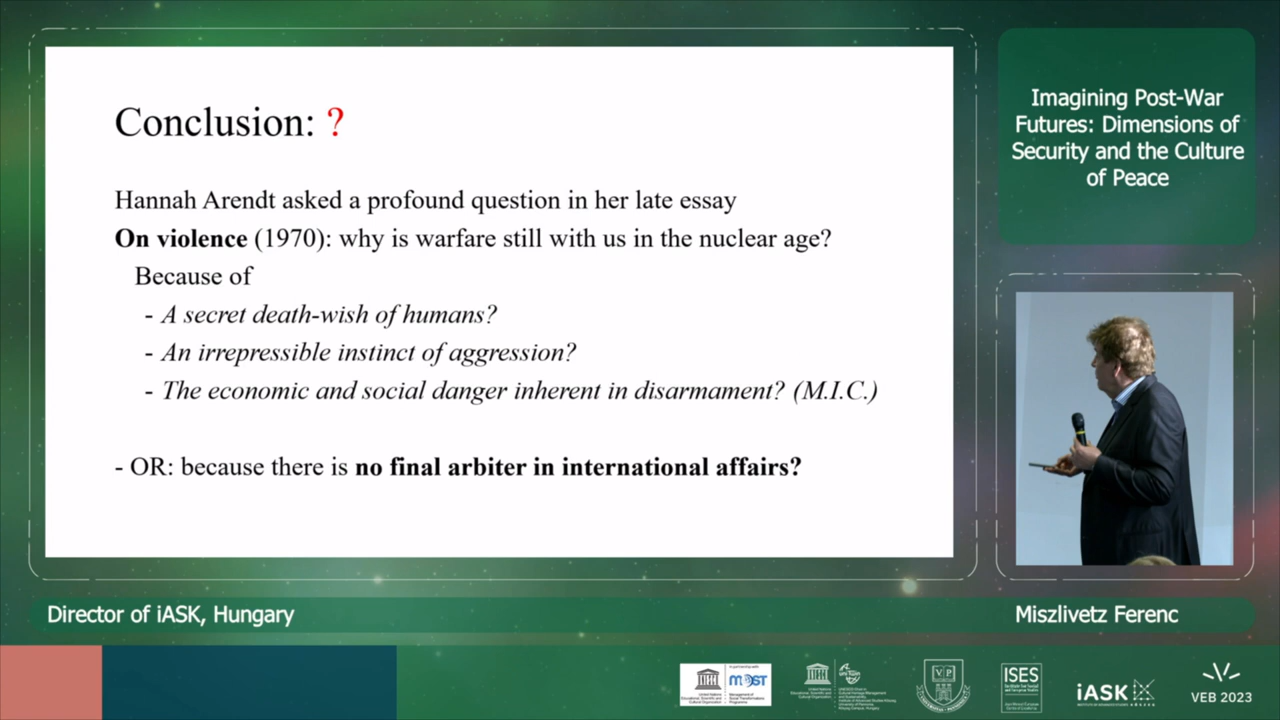 Conclusion: ?
Hannah Arendt asked a profound question in her late essay
On violence (1970): why is warfare still with us in the nuclear age?
Because of
- A secret death-wish of humans?
- An irrepressible instinct of aggression?
- The economic and social danger inherent in disarmament? (M.I.C.)
- OR: because there is no final arbiter in international affairs?
Imagining Post-War
Futures: Dimensions of
Security and the Culture
of Peace
Director of iASK, Hungary
Miszlivetz Ferenc
MOST
ISES
iASK
VEB 2023